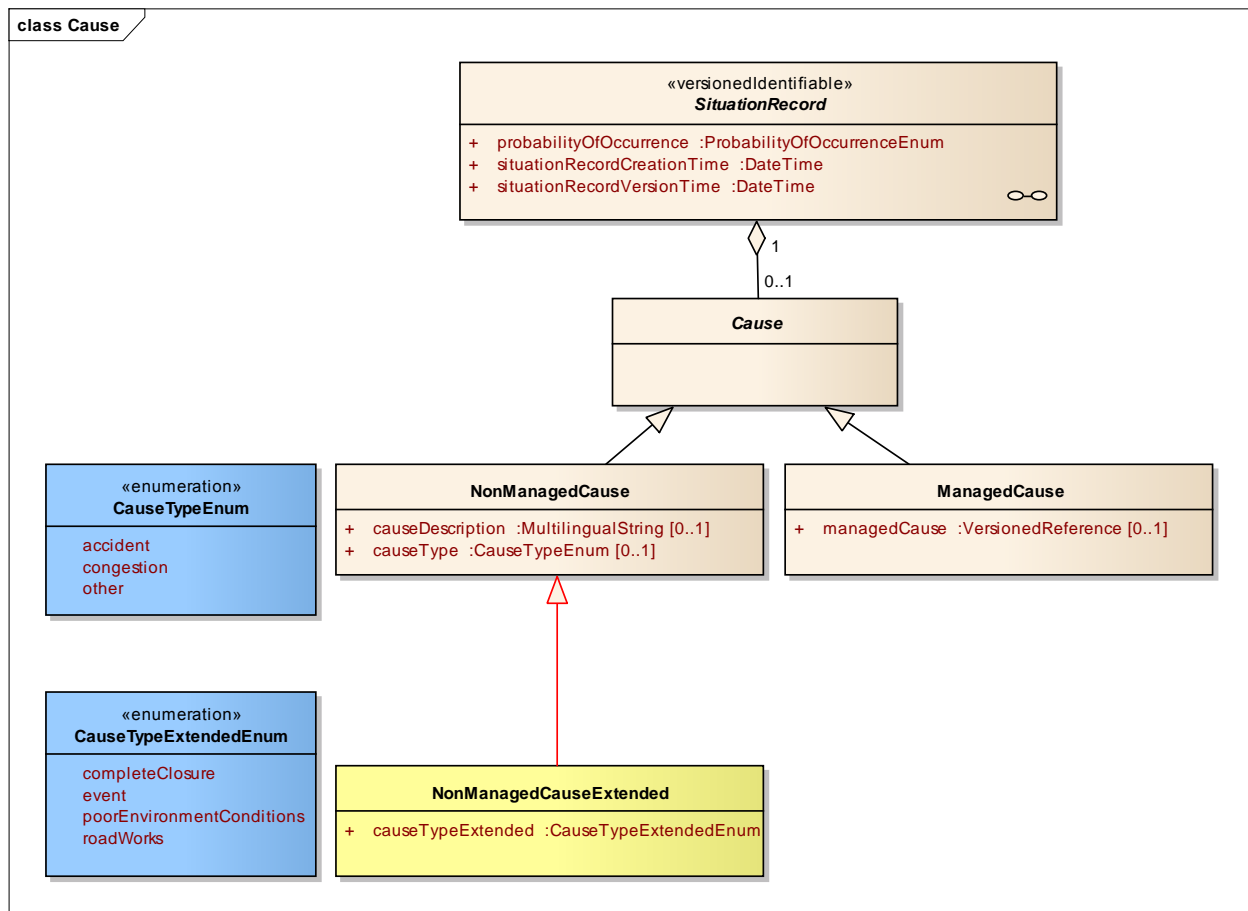 class Cause
«versionedIdentifiable»
SituationRecord
+ probabilityOfOccurrence :ProbabilityOfOccurrenceEnum
+ situationRecordCreationTime :DateTime
+ situationRecordVersionTime :DateTime
1
0..1
Cause
«enumeration»
CauseTypeEnum
accident
congestion
other
NonManagedCause
+ causeDescription :MultilingualString [0..1]
+ causeType :CauseTypeEnum [0..1]
ManagedCause
+ managedCause :VersionedReference [0..1]
«enumeration»
CauseTypeExtendedEnum
completeClosure
event
poorEnvironmentConditions
roadWorks
NonManagedCauseExtended
+ causeTypeExtended :CauseTypeExtendedEnum